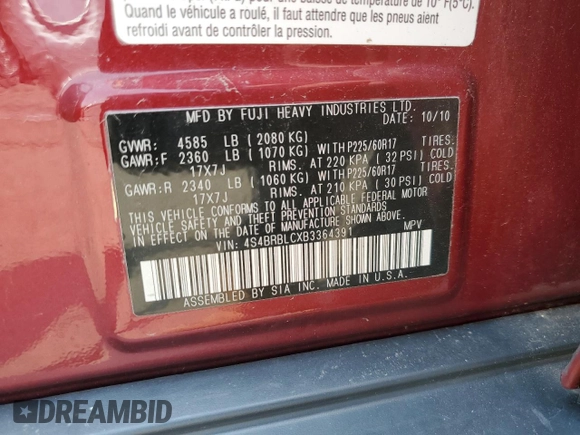 (5°C).
Quand le véhicule a roulé, il faut attendre que les pneus aient
refroidi avant de contrôler la pression.
MFD BY FUJI HEAVY INDUSTRIES LTD.
DATE: 10/10
GVWR: 4585 LB (2080 KG)
GAWR:F 2360 LB (1070 KG) WITH P225/60R17 TIRES.
17X7J RIMS. AT 220 KPA (32 PSI) COLD
GAWR:R 2340 LB (1060 KG) WITH P225/60R17 TIRES.
17X7J RIMS. AT 210 KPA (30 PSI) COLD
THIS VEHICLE CONFORMS TO ALL APPLICABLE FEDERAL MOTOR
VEHICLE SAFETY AND THEFT PREVENTION STANDARDS IN
EFFECT ON THE DATE OF MANUFACTURE SHOWN ABOVE.
VIN: 4S4BRBLCXB3364391 MPV
ASSEMBLED BY SIA INC. MADE IN U.S.A.
DREAMBID